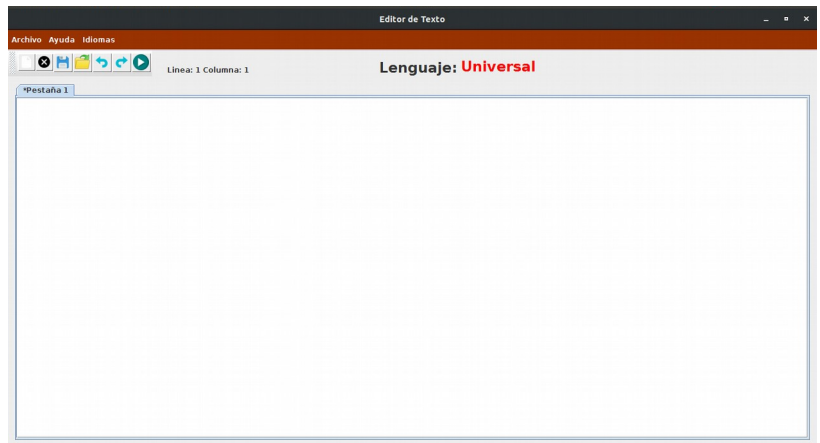 Editor de Texto
Archivo Ayuda Idiomas
Linea: 1 Columna: 1
Lenguaje: Universal
*Pestaña 1